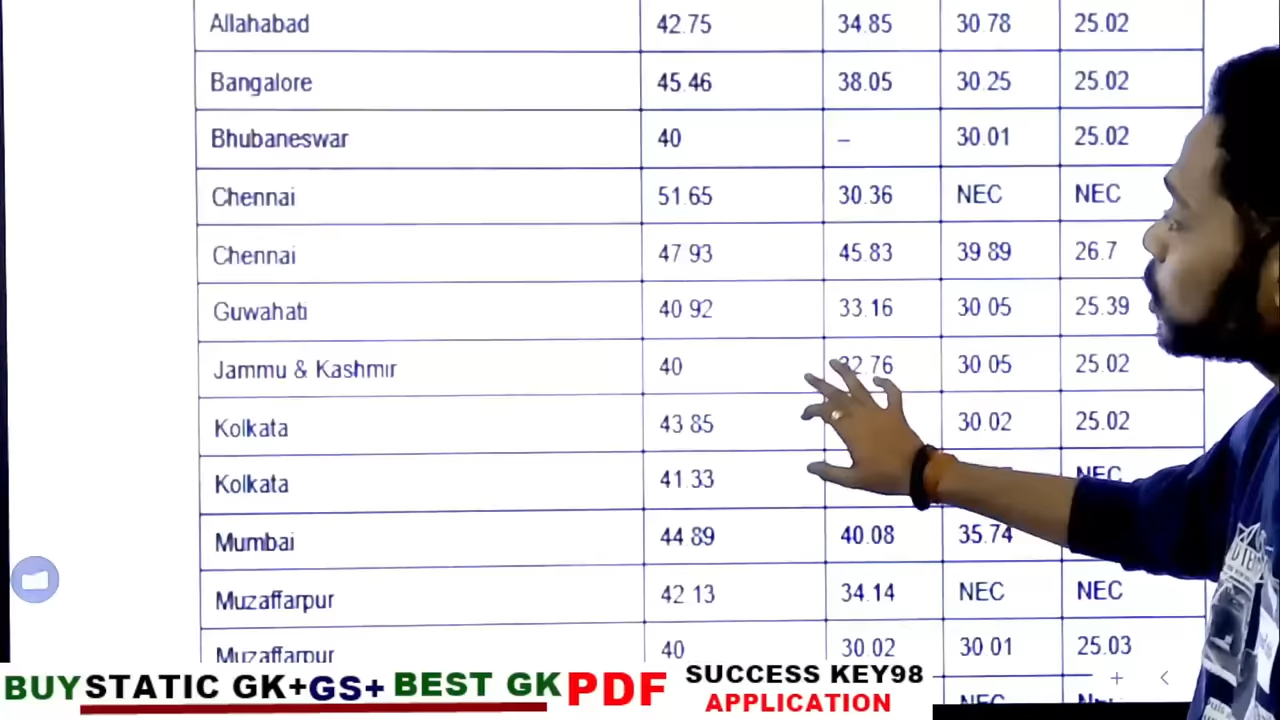 Allahabad 42.75 34.85 30.78 25.02
Bangalore 45.46 38.05 30.25 25.02
Bhubaneswar 40 – 30.01 25.02
Chennai 51.65 30.36 NEC NEC
Chennai 47.93 45.83 39.89 26.7
Guwahati 40.92 33.16 30.05 25.39
Jammu & Kashmir 40 32.76 30.05 25.02
Kolkata 43.85 30.02 25.02
Kolkata 41.33 NEC
Mumbai 44.89 40.08 35.74
Muzaffarpur 42.13 34.14 NEC NEC
Muzaffarpur 40 30.02 30.01 25.03
NEC
BUY STATIC GK+GS+ BEST GK PDF SUCCESS KEY98
APPLICATION